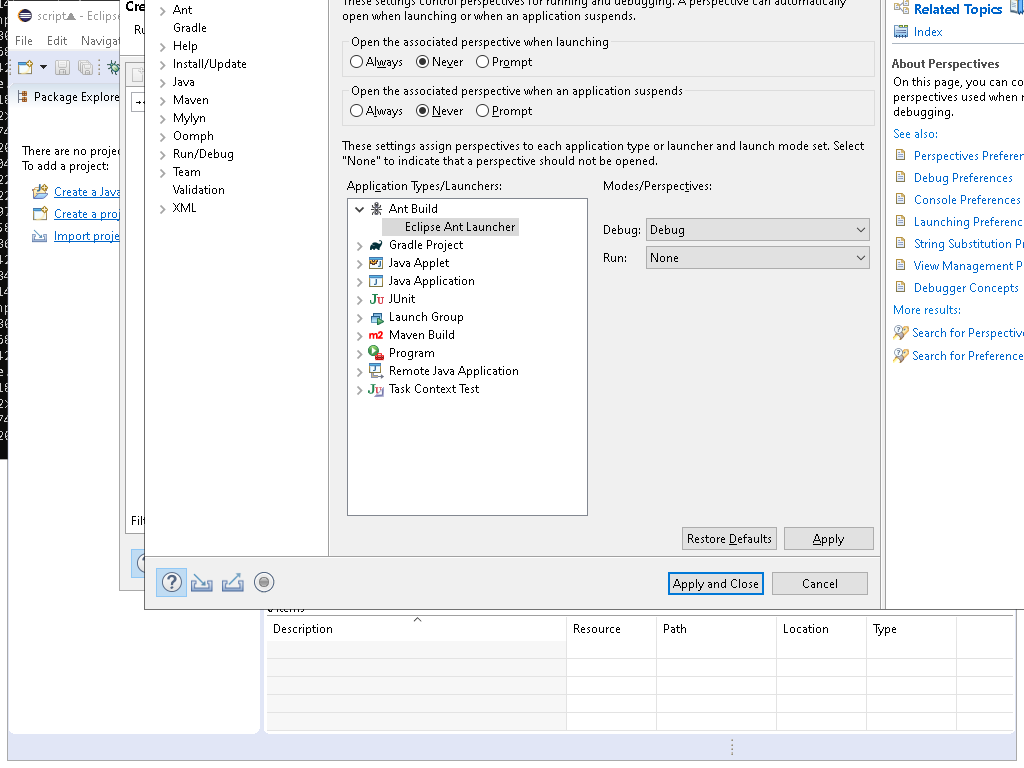 These settings control perspectives for running and debugging. A perspective can automatically
open when launching or when an application suspends.
Open the associated perspective when launching
Always Never Prompt
Open the associated perspective when an application suspends
Always Never Prompt
These settings assign perspectives to each application type or launcher and launch mode set. Select
"None" to indicate that a perspective should not be opened.
Application Types/Launchers:
Ant Build
Eclipse Ant Launcher
Gradle Project
Java Applet
Java Application
JUnit
Launch Group
Maven Build
Program
Remote Java Application
Task Context Test
Modes/Perspectives:
Debug: Debug
Run: None
Restore Defaults Apply
Apply and Close Cancel
Ant
Gradle
Help
Install/Update
Java
Maven
Mylyn
Oomph
Run/Debug
Team
Validation
XML
Related Topics
Index
About Perspectives
On this page, you can co
perspectives used when r
debugging.
See also:
Perspectives Preferen
Debug Preferences
Console Preferences
Launching Preferenc
String Substitution Pr
View Management P
Debugger Concepts
More results:
Search for Perspective
Search for Preference
script - Eclipse
File Edit Navigat
Package Explore
There are no projec
To add a project:
Create a Java
Create a proj
Import proje
Cre
Ru
Filt
0 items
Description Resource Path Location Type